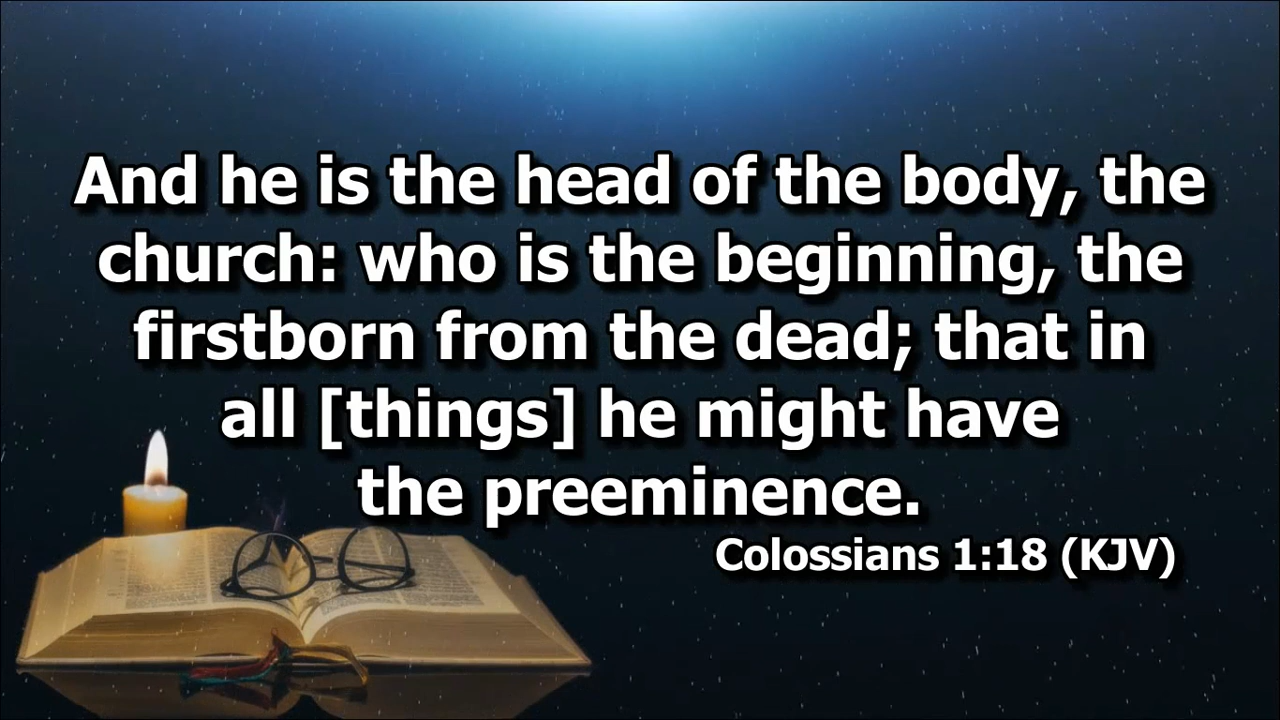 And he is the head of the body, the
church: who is the beginning, the
firstborn from the dead; that in
all [things] he might have
the preeminence.
Colossians 1:18 (KJV)